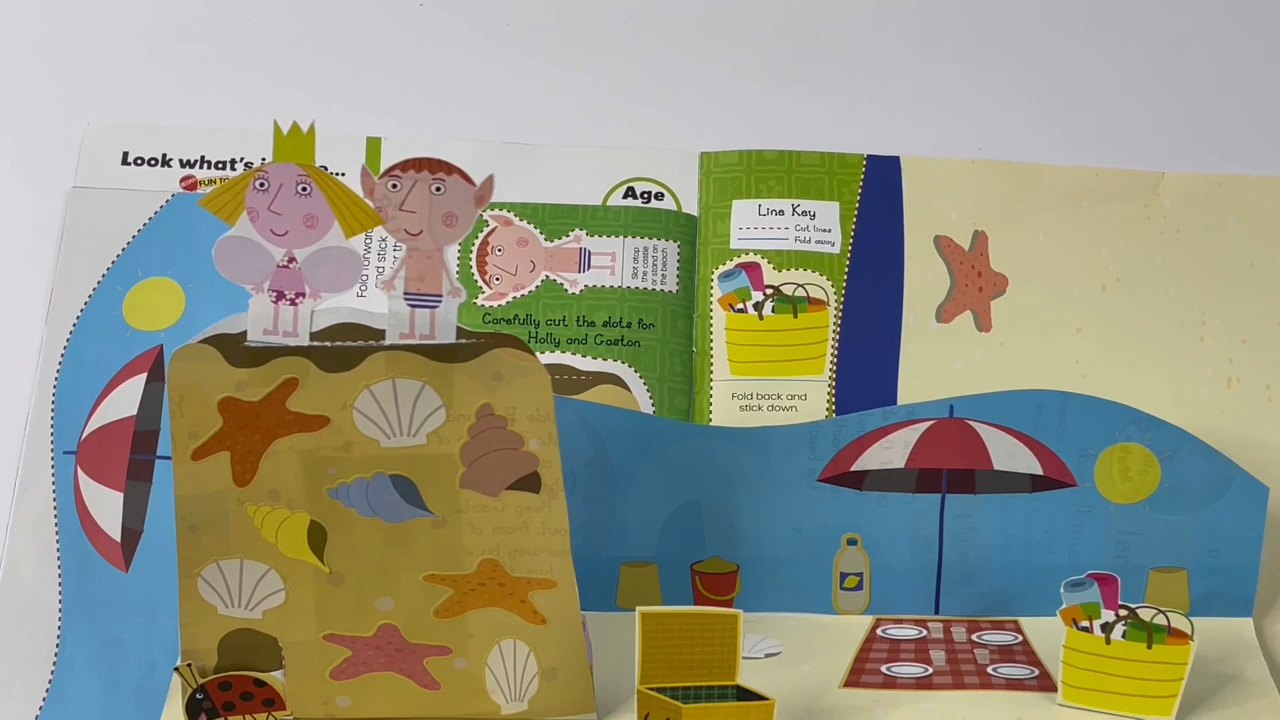 Look what's
FUN TO
Age
Fold forward
and stick
Slot atop
the castle
or stand on
the beach
Carefully cut the slots for
Holly and Gaston
Line Key
Cut lines
Fold away
Fold back and
stick down.